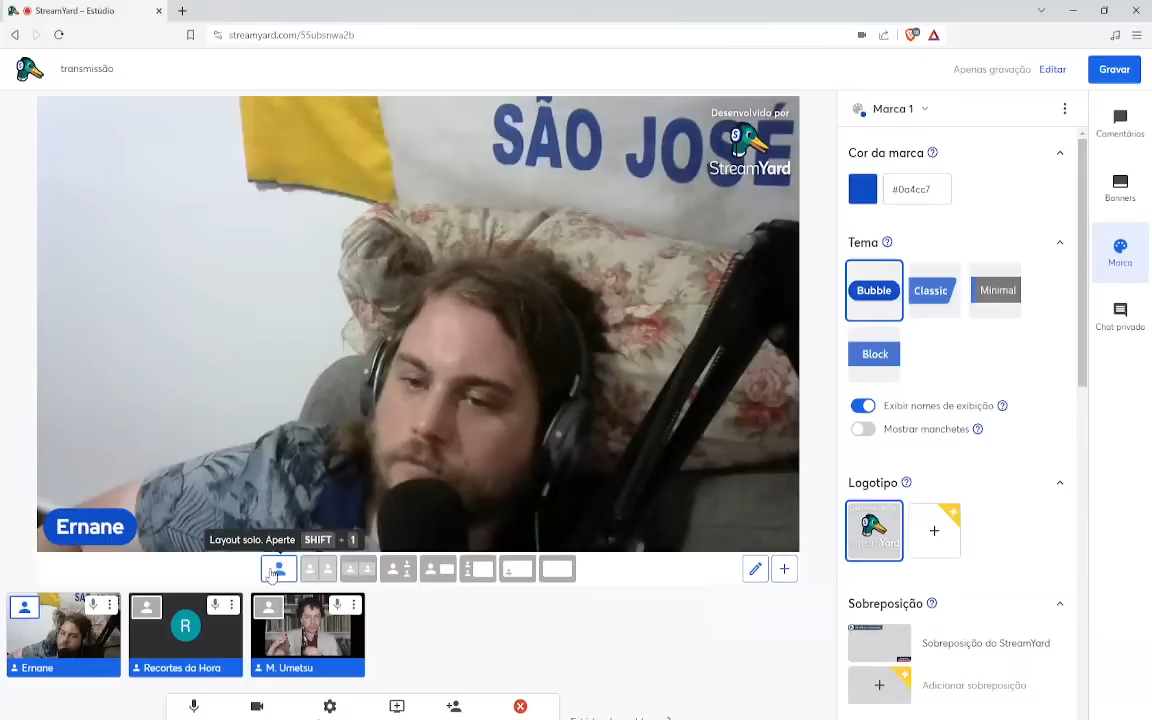 StreamYard – Estúdio
streamyard.com/55ubsnwa2b
transmissão
Apenas gravação Editar Gravar
SÃO JOSÉ
Desenvolvido por
StreamYard
Ernane
Layout solo. Aperte SHIFT + 1
Ernane
R
Recortes da Hora
M. Umetsu
Marca 1
Cor da marca
#0a4cc7
Tema
Bubble Classic Minimal
Block
Exibir nomes de exibição
Mostrar manchetes
Logotipo
StreamYard
Sobreposição
Sobreposição do StreamYard
Adicionar sobreposição
Comentários
Banners
Marca
Chat privado